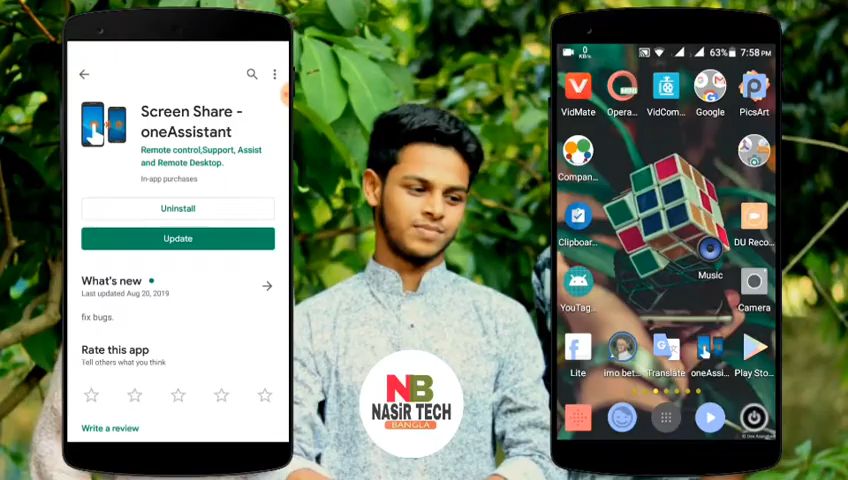 Screen Share -
oneAssistant
Remote control,Support, Assist
and Remote Desktop.
In-app purchases
Uninstall
Update
What's new
Last updated Aug 20, 2019
fix bugs.
Rate this app
Tell others what you think
Write a review
NB
NASiR TECH
BANGLA
0
KB/s
63%
7:58 PM
VidMate
Opera...
VidCom...
Google
PicsArt
Compan...
Clipboar...
DU Reco...
Music
YouTag..
Camera
Lite
imo bet...
Translate
oneAssi...
Play Sto...